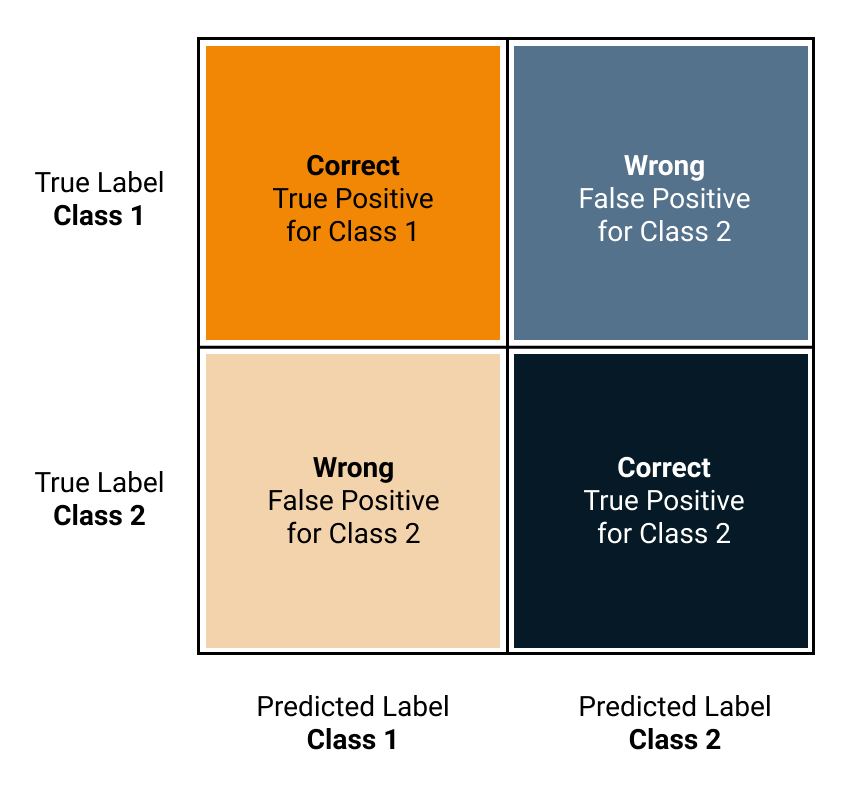 Correct
True Positive
for Class 1
Wrong
False Positive
for Class 2
True Label
Class 1
Wrong
False Positive
for Class 2
Correct
True Positive
for Class 2
True Label
Class 2
Predicted Label
Class 1
Predicted Label
Class 2